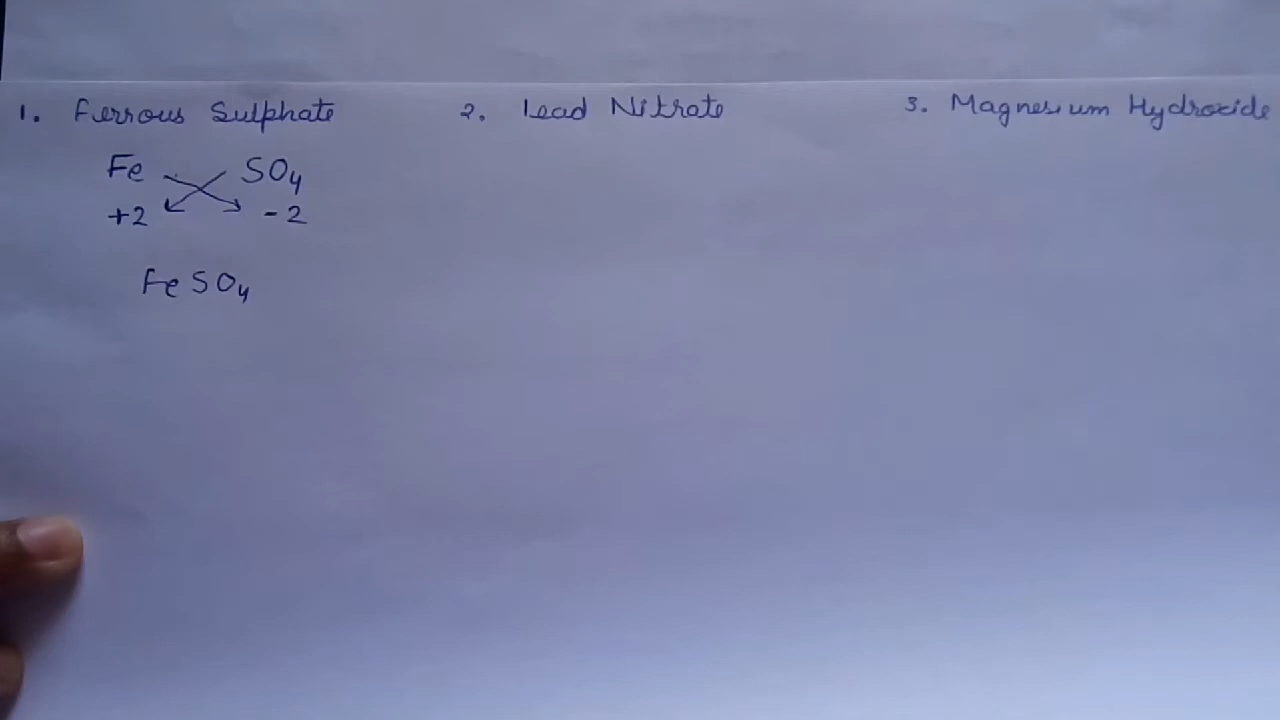 1. Ferrous Sulphate 2. Lead Nitrate 3. Magnesium Hydroxide
Fe SO₄
+2 -2
FeSO₄